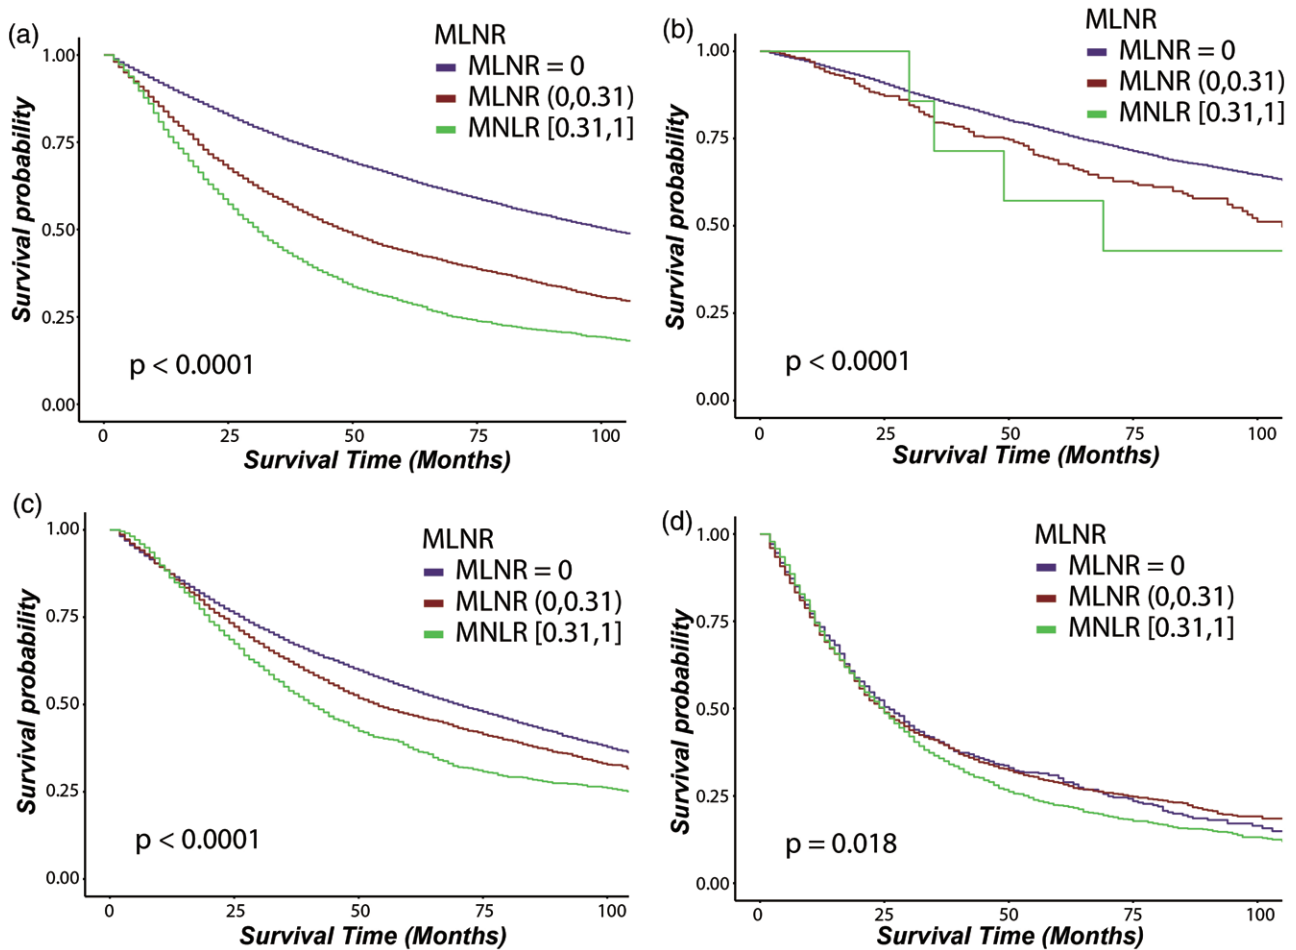 (a)
MLNR
MLNR = 0
MLNR (0,0.31)
MNLR [0.31,1]
1.00
0.75
0.50
0.25
0.00
Survival probability
p < 0.0001
0 25 50 75 100
Survival Time (Months)
(b)
MLNR
MLNR = 0
MLNR (0,0.31)
MNLR [0.31,1]
1.00
0.75
0.50
0.25
0.00
Survival probability
p < 0.0001
0 25 50 75 100
Survival Time (Months)
(c)
MLNR
MLNR = 0
MLNR (0,0.31)
MNLR [0.31,1]
1.00
0.75
0.50
0.25
0.00
Survival probability
p < 0.0001
0 25 50 75 100
Survival Time (Months)
(d)
MLNR
MLNR = 0
MLNR (0,0.31)
MNLR [0.31,1]
1.00
0.75
0.50
0.25
0.00
Survival probability
p = 0.018
0 25 50 75 100
Survival Time (Months)